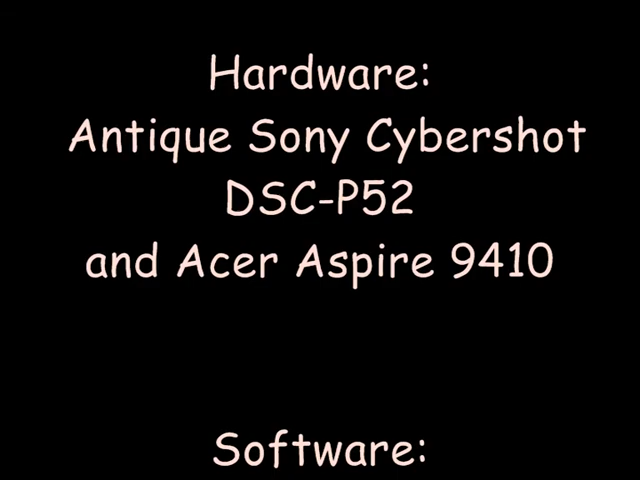 Hardware:
Antique Sony Cybershot
DSC-P52
and Acer Aspire 9410
Software: